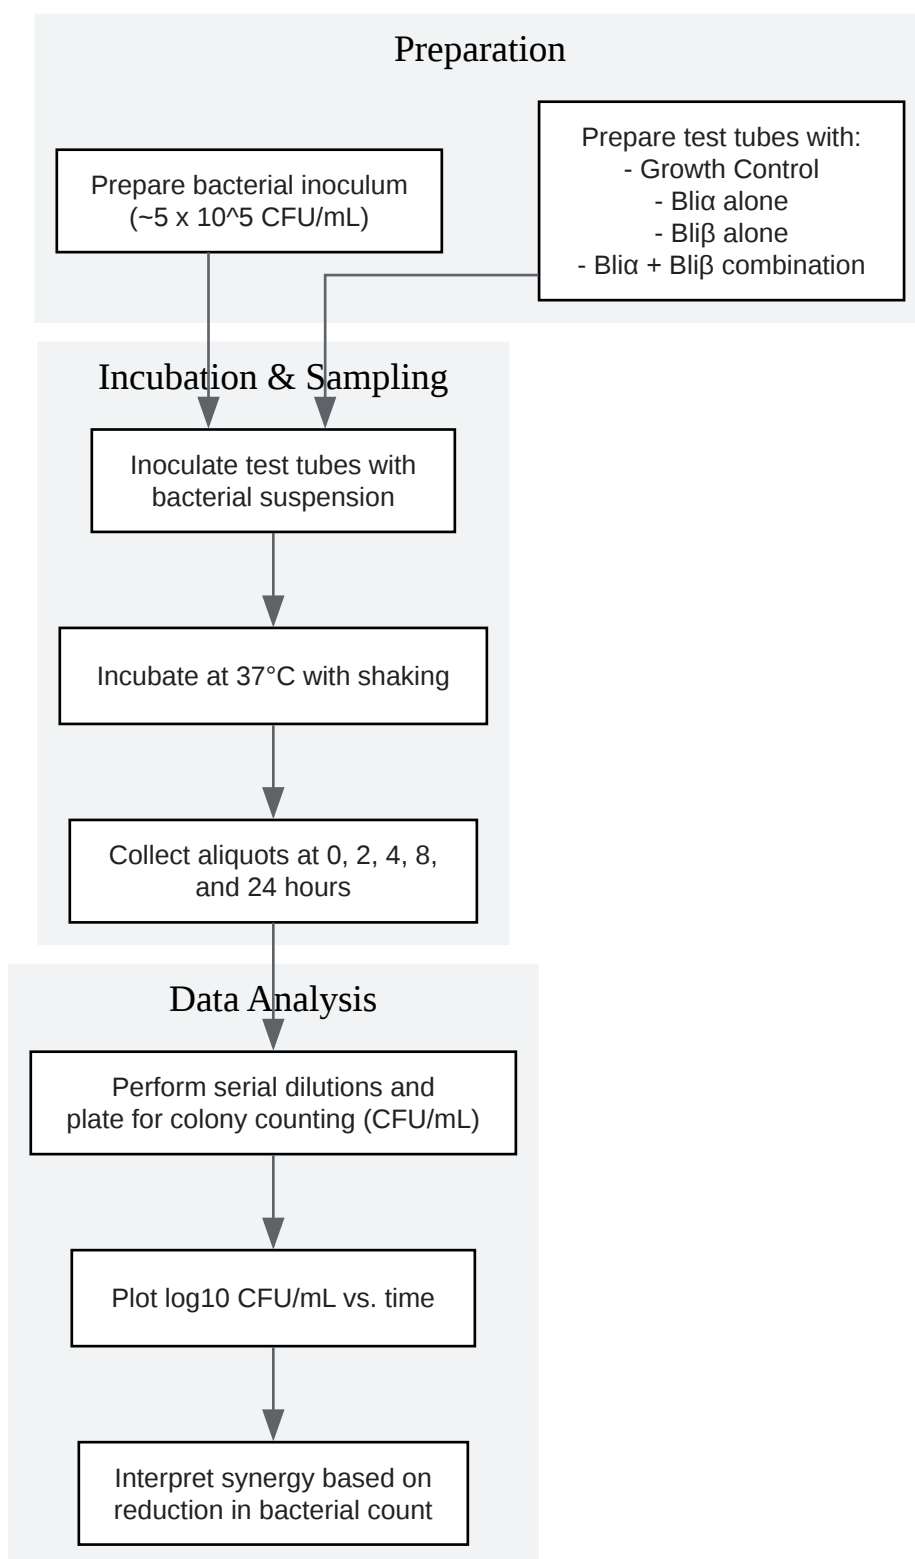 Preparation
Prepare bacterial inoculum
(~5 x 10^5 CFU/mL)
Prepare test tubes with:
- Growth Control
- Bliα alone
- Bliβ alone
- Bliα + Bliβ combination
Incubation & Sampling
Inoculate test tubes with
bacterial suspension
Incubate at 37°C with shaking
Collect aliquots at 0, 2, 4, 8,
and 24 hours
Data Analysis
Perform serial dilutions and
plate for colony counting (CFU/mL)
Plot log10 CFU/mL vs. time
Interpret synergy based on
reduction in bacterial count